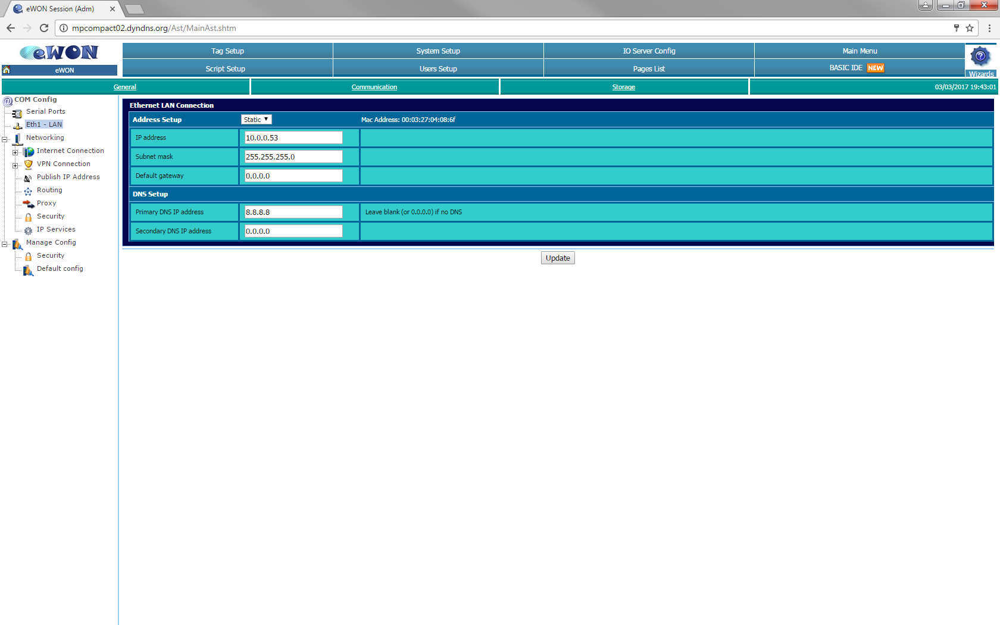 eWON Session (Adm)
mpcompact02.dyndns.org/Ast/MainAst.shtm
eWON
eWON
Tag Setup
System Setup
IO Server Config
Main Menu
Script Setup
Users Setup
Pages List
BASIC IDE NEW
Wizards
General
Communication
Storage
03/03/2017 19:43:01
COM Config
Serial Ports
Eth1 - LAN
Networking
Internet Connection
VPN Connection
Publish IP Address
Routing
Proxy
Security
IP Services
Manage Config
Security
Default config
Ethernet LAN Connection
Address Setup
Static
Mac Address: 00:03:27:04:08:6f
IP address
10.0.0.53
Subnet mask
255.255.255.0
Default gateway
0.0.0.0
DNS Setup
Primary DNS IP address
8.8.8.8
Leave blank (or 0.0.0.0) if no DNS
Secondary DNS IP address
0.0.0.0
Update